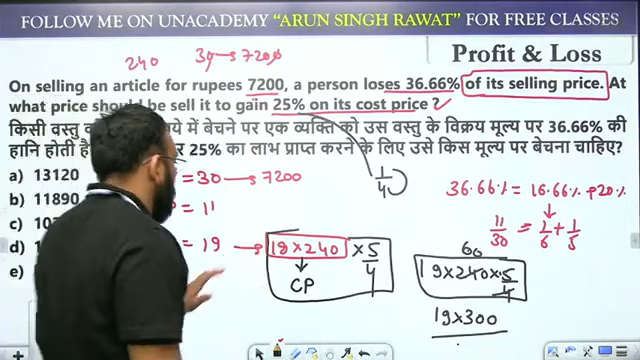 FOLLOW ME ON UNACADEMY “ARUN SINGH RAWAT” FOR FREE CLASSES
Profit & Loss
240 30 → 7200
On selling an article for rupees 7200, a person loses 36.66% of its selling price. At
what price should be sell it to gain 25% on its cost price ?
किसी वस्तु में बेचने पर एक व्यक्ति को उस वस्तु के विक्रय मूल्य पर 36.66% की
हानि होती है 25% का लाभ प्राप्त करने के लिए उसे किस मूल्य पर बेचना चाहिए?
a) 13120
= 30 → 7200
1/4
36.66% = 16.66% + 20%
b) 11890
= 11
11/30 = 1/6 + 1/5
c)
= 19 → 18×240 × 5/4
CP
60
19×240×5/4
19×300
e)